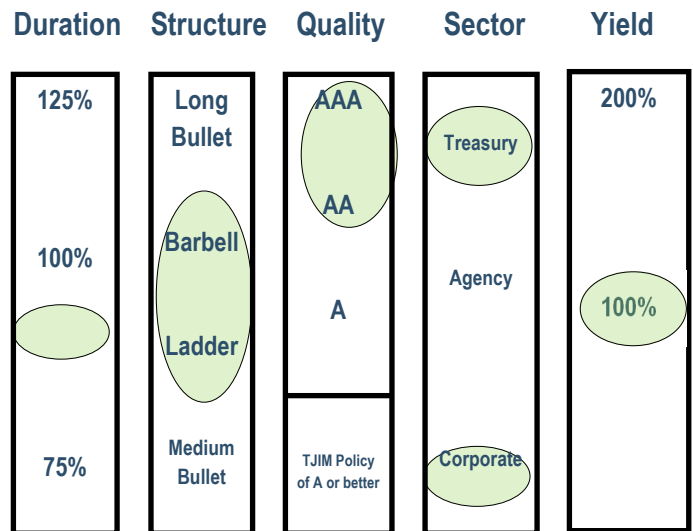 Duration Structure Quality Sector Yield
125%
100%
75%
Long
Bullet
Barbell
Ladder
Medium
Bullet
AAA
AA
A
TJIM Policy
of A or better
Treasury
Agency
Corporate
200%
100%